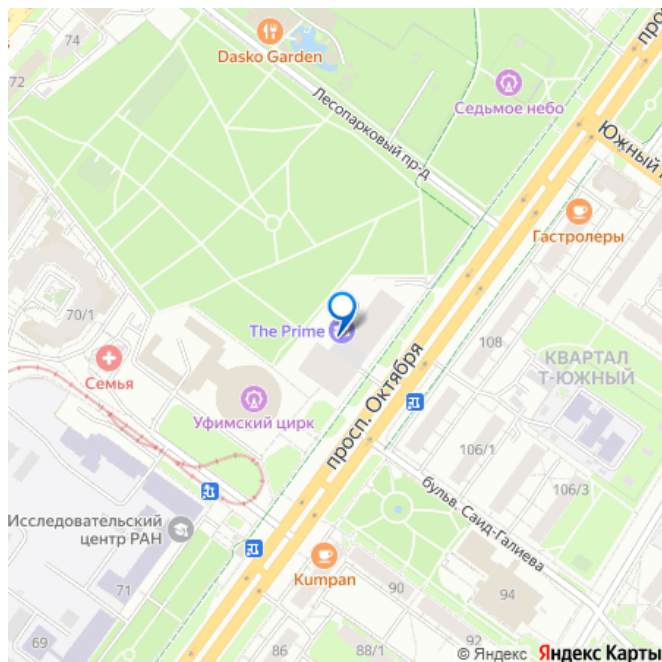 74
72
Dasko Garden
Седьмое небо
Лесопарковый пр-д
Южный
Гастролеры
The Prime
просп. Октября
108
КВАРТАЛ
Т-ЮЖНЫЙ
70/1
Семья
Уфимский цирк
106/1
106/3
бульв. Саид-Галиева
Исследовательский
центр РАН
Kumpan
71
90
94
69
86
88/1
92
© Яндекс Яндекс Карты